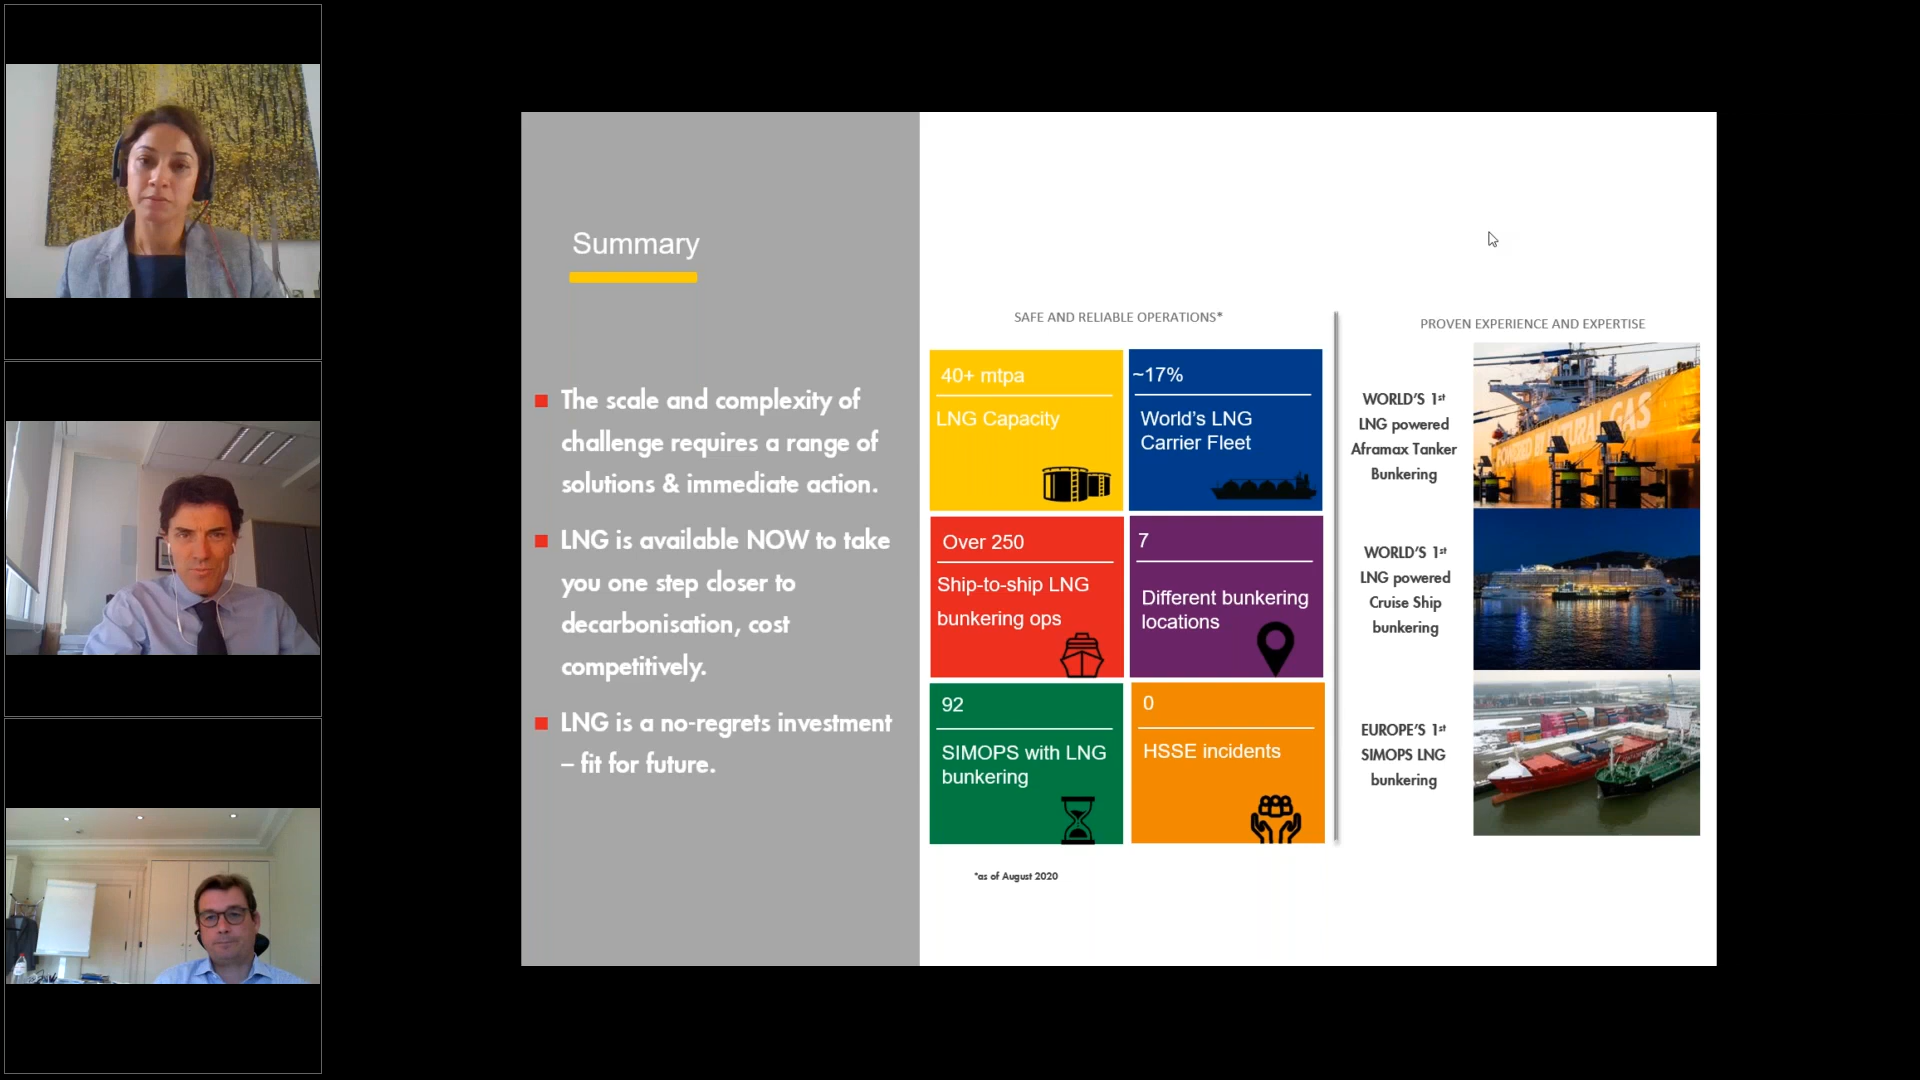 Summary
The scale and complexity of
challenge requires a range of
solutions & immediate action.
LNG is available NOW to take
you one step closer to
decarbonisation, cost
competitively.
LNG is a no-regrets investment
– fit for future.
SAFE AND RELIABLE OPERATIONS*
40+ mtpa
LNG Capacity
~17%
World's LNG
Carrier Fleet
Over 250
Ship-to-ship LNG
bunkering ops
7
Different bunkering
locations
92
SIMOPS with LNG
bunkering
0
HSSE incidents
*as of August 2020
PROVEN EXPERIENCE AND EXPERTISE
WORLD'S 1st
LNG powered
Aframax Tanker
Bunkering
WORLD'S 1st
LNG powered
Cruise Ship
bunkering
EUROPE'S 1st
SIMOPS LNG
bunkering
POWERED BY NATURAL GAS